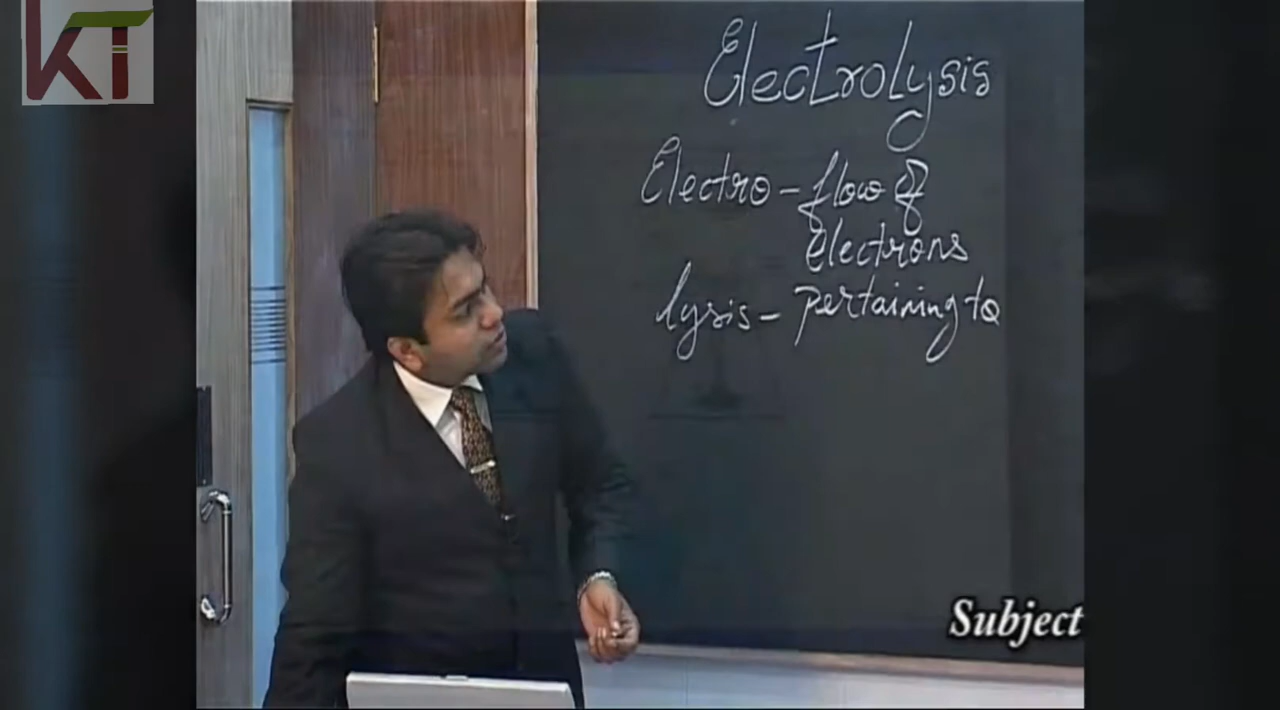 KT
Electrolysis
Electro - flow of
electrons
lysis - pertaining to
Subject